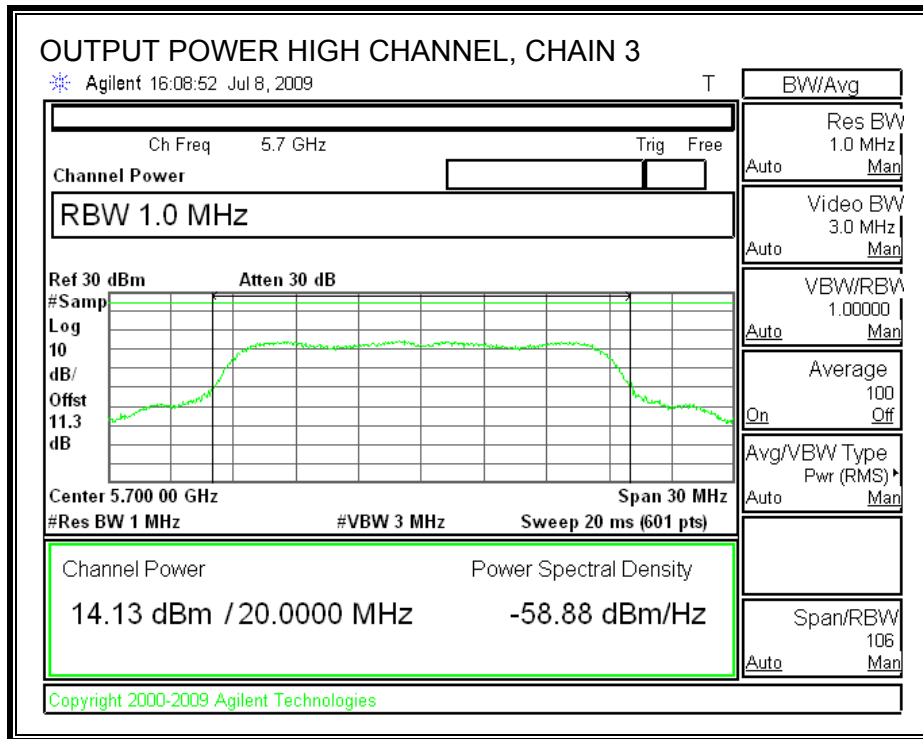 OUTPUT POWER HIGH CHANNEL, CHAIN 3
Agilent 16:08:52 Jul 8, 2009 T
BW/Avg
Ch Freq 5.7 GHz Trig Free
Channel Power
RBW 1.0 MHz
Ref 30 dBm Atten 30 dB
#Samp
Log
10
dB/
Offst
11.3
dB
Center 5.700 00 GHz Span 30 MHz
#Res BW 1 MHz #VBW 3 MHz Sweep 20 ms (601 pts)
Channel Power Power Spectral Density
14.13 dBm / 20.0000 MHz -58.88 dBm/Hz
Res BW
1.0 MHz
Auto Man
Video BW
3.0 MHz
Auto Man
VBW/RBW
1.00000
Auto Man
Average
100
On Off
Avg/VBW Type
Pwr (RMS)
Auto Man
Span/RBW
106
Auto Man
Copyright 2000-2009 Agilent Technologies